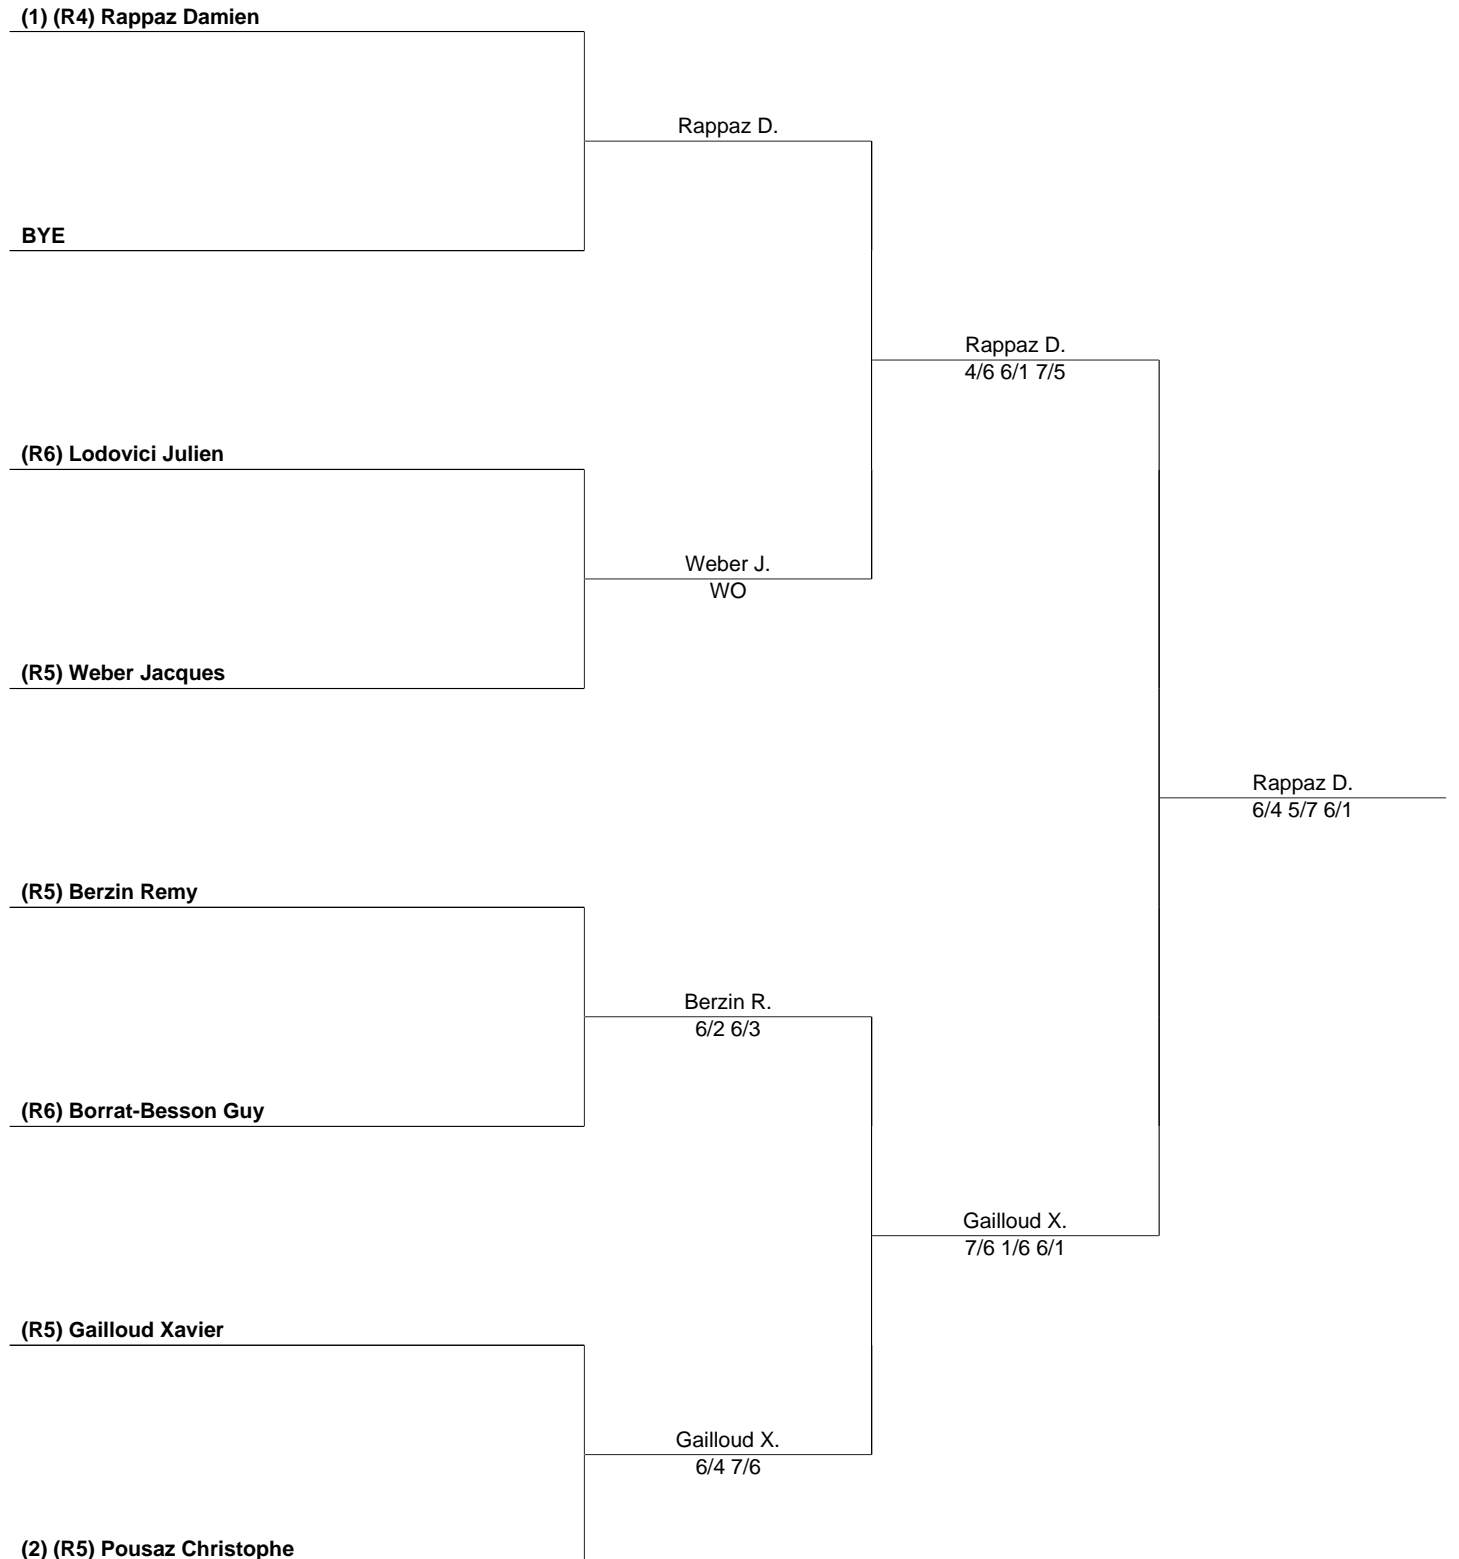 (1) (R4) Rappaz Damien
Rappaz D.
BYE
Rappaz D.
4/6 6/1 7/5
(R6) Lodovici Julien
Weber J.
WO
(R5) Weber Jacques
Rappaz D.
6/4 5/7 6/1
(R5) Berzin Remy
Berzin R.
6/2 6/3
(R6) Borrat-Besson Guy
Gailloud X.
7/6 1/6 6/1
(R5) Gailloud Xavier
Gailloud X.
6/4 7/6
(2) (R5) Pousaz Christophe